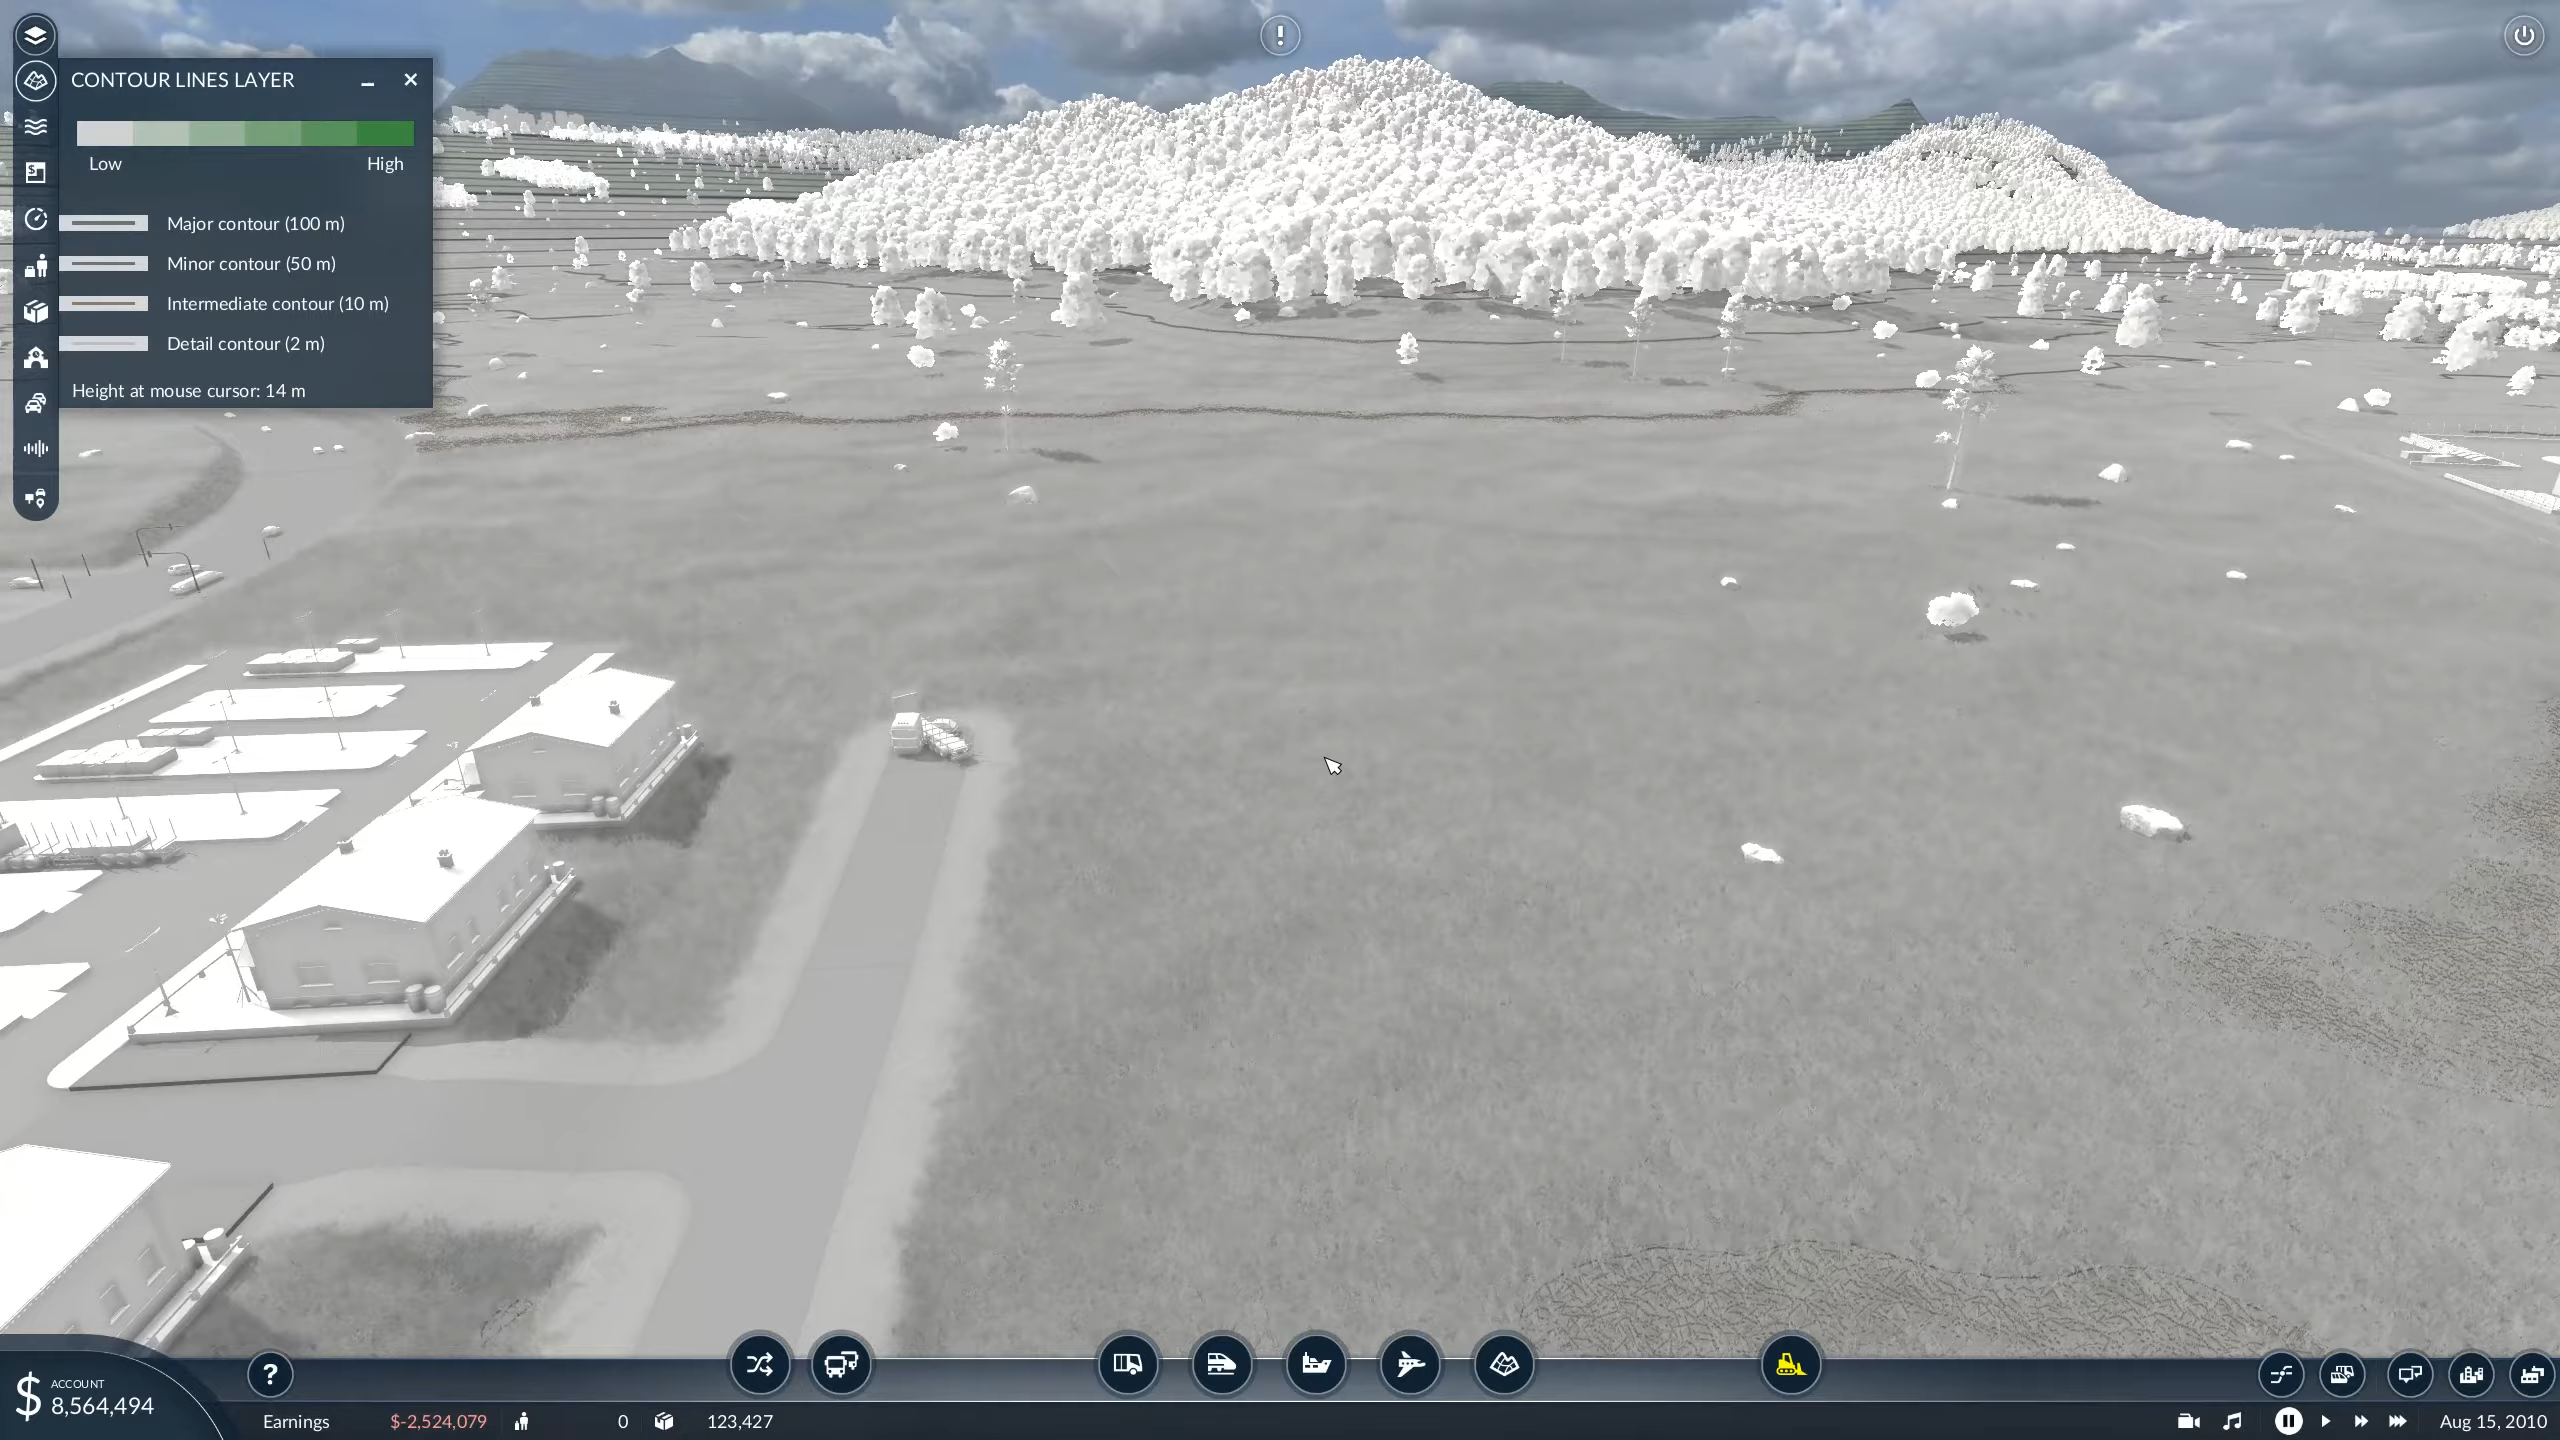 CONTOUR LINES LAYER
Low High
Major contour (100 m)
Minor contour (50 m)
Intermediate contour (10 m)
Detail contour (2 m)
Height at mouse cursor: 14 m
$ ACCOUNT
8,564,494
?
Earnings $-2,524,079 0 123,427
Aug 15, 2010